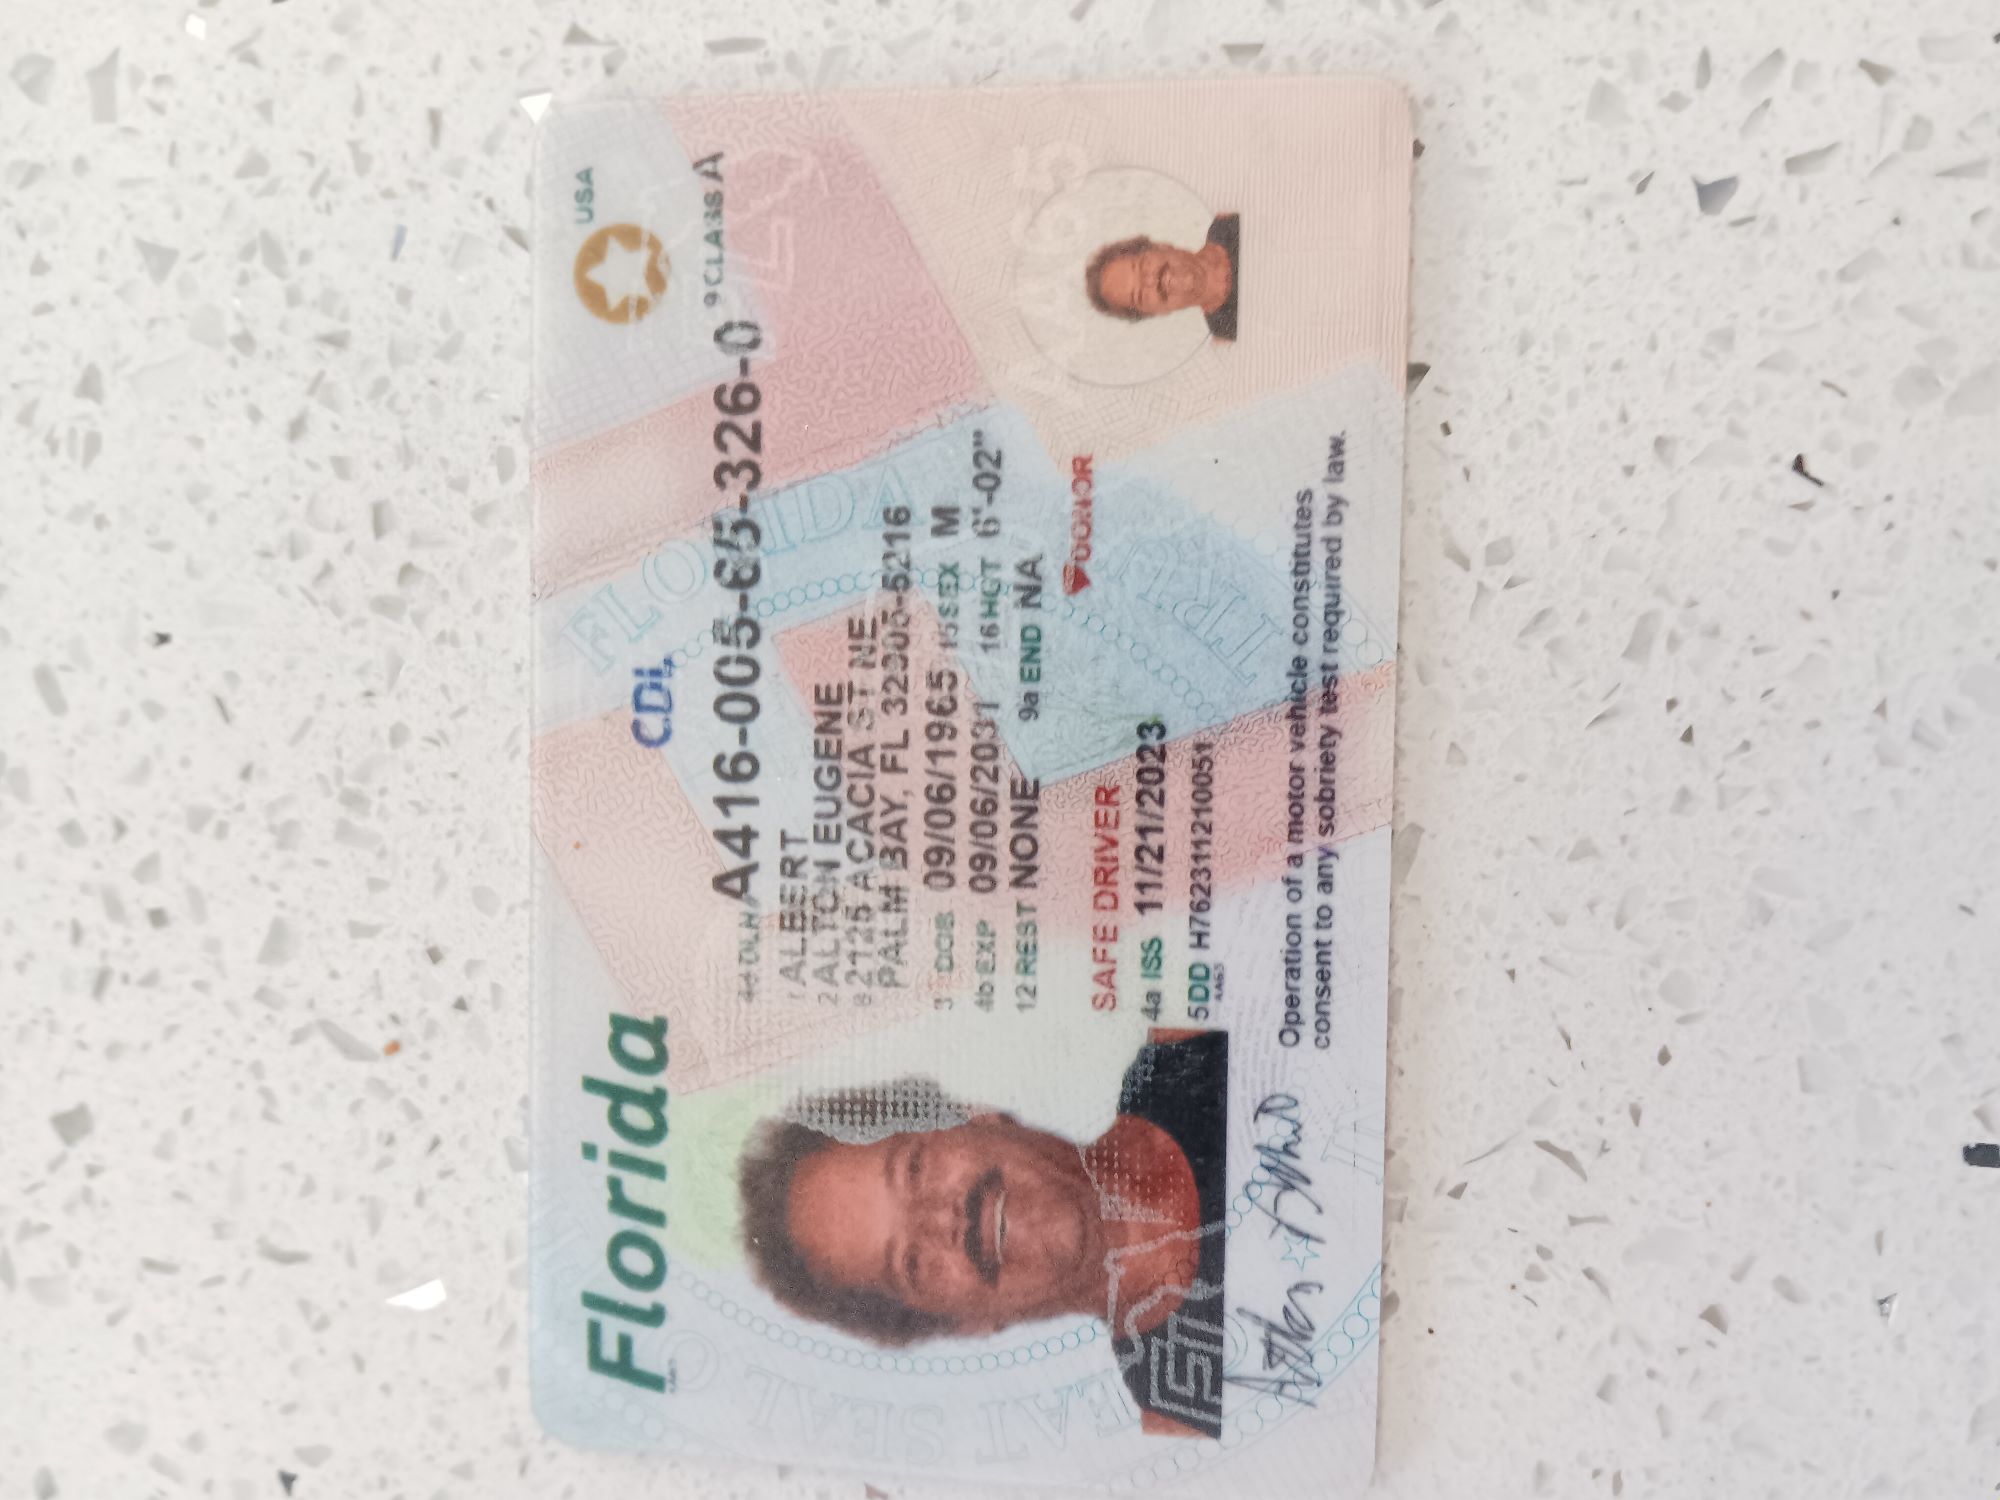 Florida
USA
CDL
9 CLASS A
4d DLN A416-005-65-326-0
1 ALBERT
2 ALTON EUGENE
8 2125 ACACIA ST NE
PALM BAY, FL 32905-5216
3 DOB 09/06/1965 15 SEX M
4b EXP 09/06/2031 16 HGT 6'-02"
12 REST NONE 9a END NA
SAFE DRIVER
DONOR
4a ISS 11/21/2023
5 DD H762311210051
Operation of a motor vehicle constitutes
consent to any sobriety test required by law.
FLORIDA